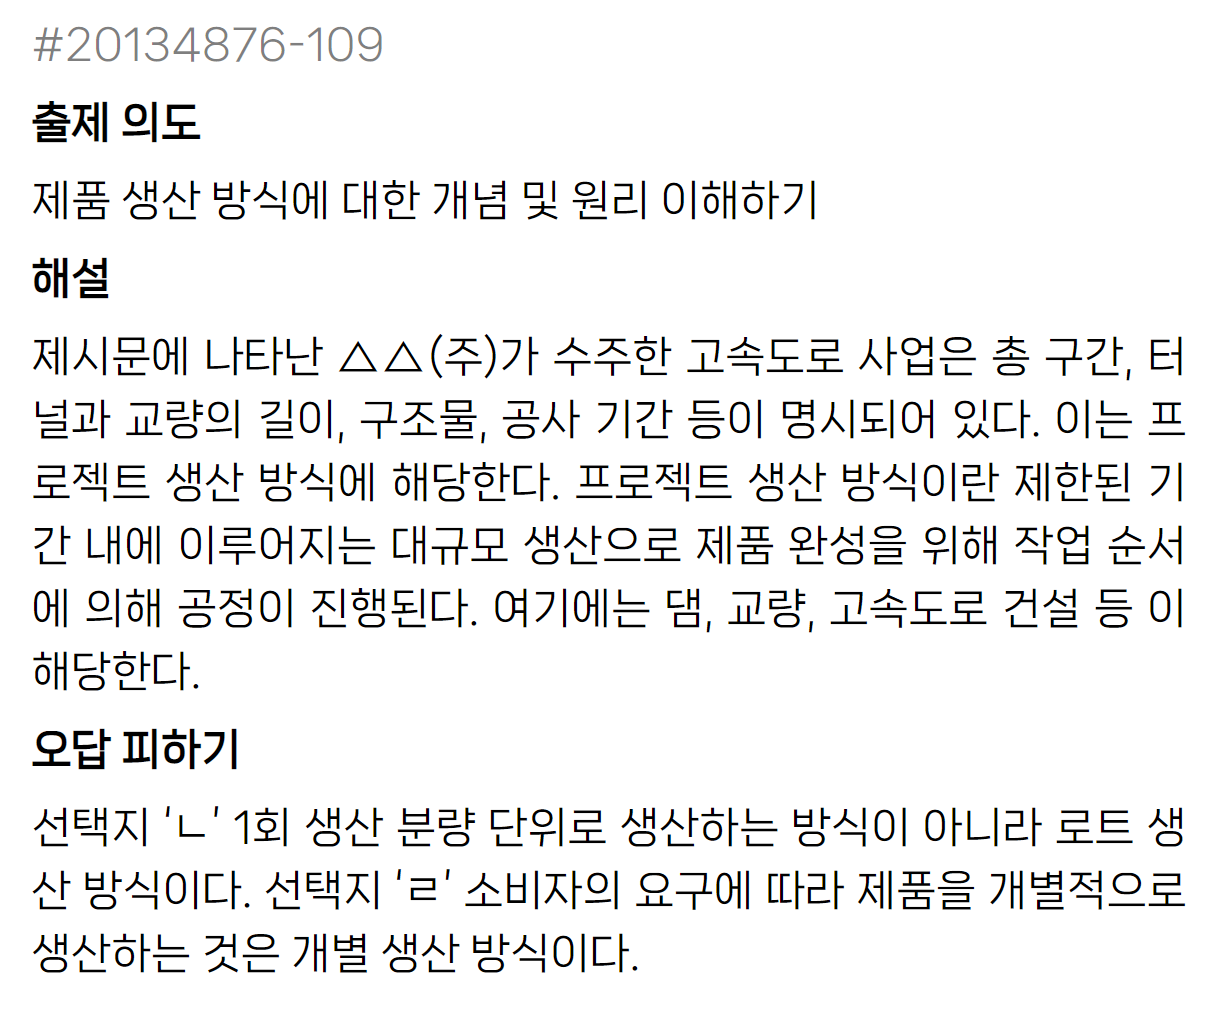 #20134876-109
출제 의도
제품 생산 방식에 대한 개념 및 원리 이해하기
해설
제시문에 나타난 △△(주)가 수주한 고속도로 사업은 총 구간, 터
널과 교량의 길이, 구조물, 공사 기간 등이 명시되어 있다. 이는 프
로젝트 생산 방식에 해당한다. 프로젝트 생산 방식이란 제한된 기
간 내에 이루어지는 대규모 생산으로 제품 완성을 위해 작업 순서
에 의해 공정이 진행된다. 여기에는 댐, 교량, 고속도로 건설 등 이
해당한다.
오답 피하기
선택지 ‘ㄴ’ 1회 생산 분량 단위로 생산하는 방식이 아니라 로트 생
산 방식이다. 선택지 ‘ㄹ’ 소비자의 요구에 따라 제품을 개별적으로
생산하는 것은 개별 생산 방식이다.